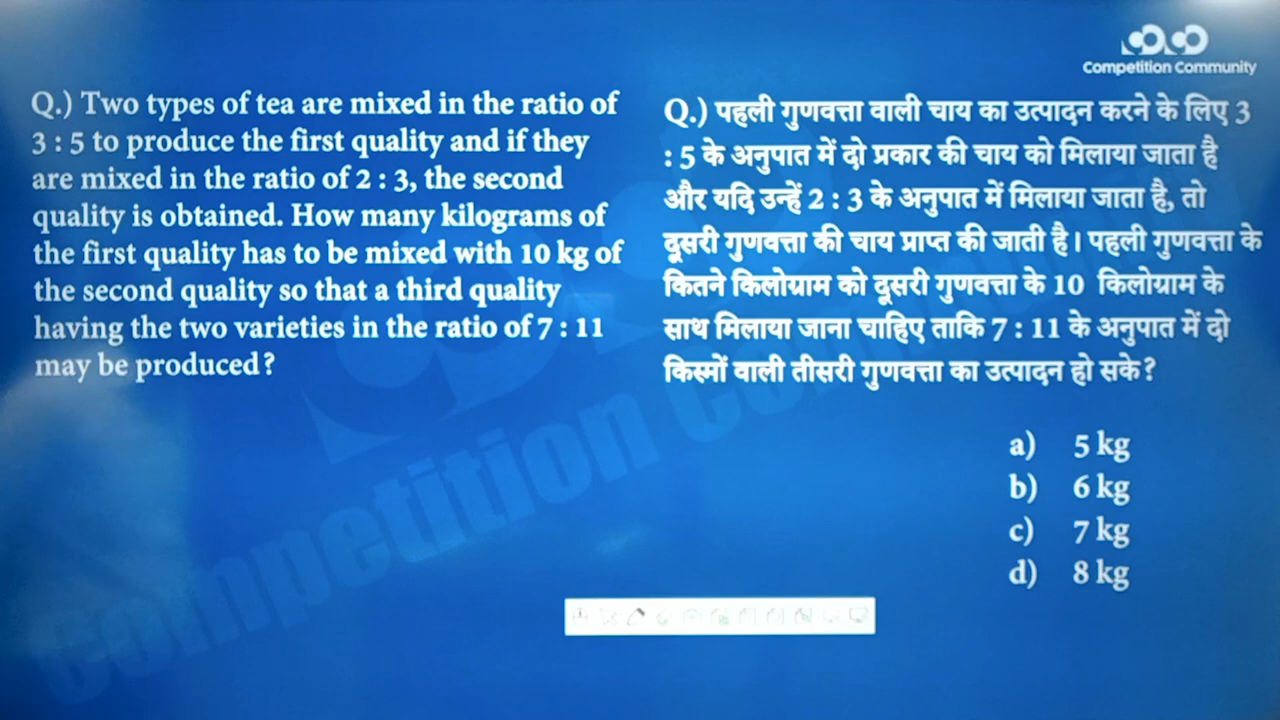 Competition Community
Q.) Two types of tea are mixed in the ratio of
3 : 5 to produce the first quality and if they
are mixed in the ratio of 2 : 3, the second
quality is obtained. How many kilograms of
the first quality has to be mixed with 10 kg of
the second quality so that a third quality
having the two varieties in the ratio of 7 : 11
may be produced?
Q.) पहली गुणवत्ता वाली चाय का उत्पादन करने के लिए 3
: 5 के अनुपात में दो प्रकार की चाय को मिलाया जाता है
और यदि उन्हें 2 : 3 के अनुपात में मिलाया जाता है, तो
दूसरी गुणवत्ता की चाय प्राप्त की जाती है। पहली गुणवत्ता के
कितने किलोग्राम को दूसरी गुणवत्ता के 10 किलोग्राम के
साथ मिलाया जाना चाहिए ताकि 7 : 11 के अनुपात में दो
किस्मों वाली तीसरी गुणवत्ता का उत्पादन हो सके?
a) 5 kg
b) 6 kg
c) 7 kg
d) 8 kg
Competition Community